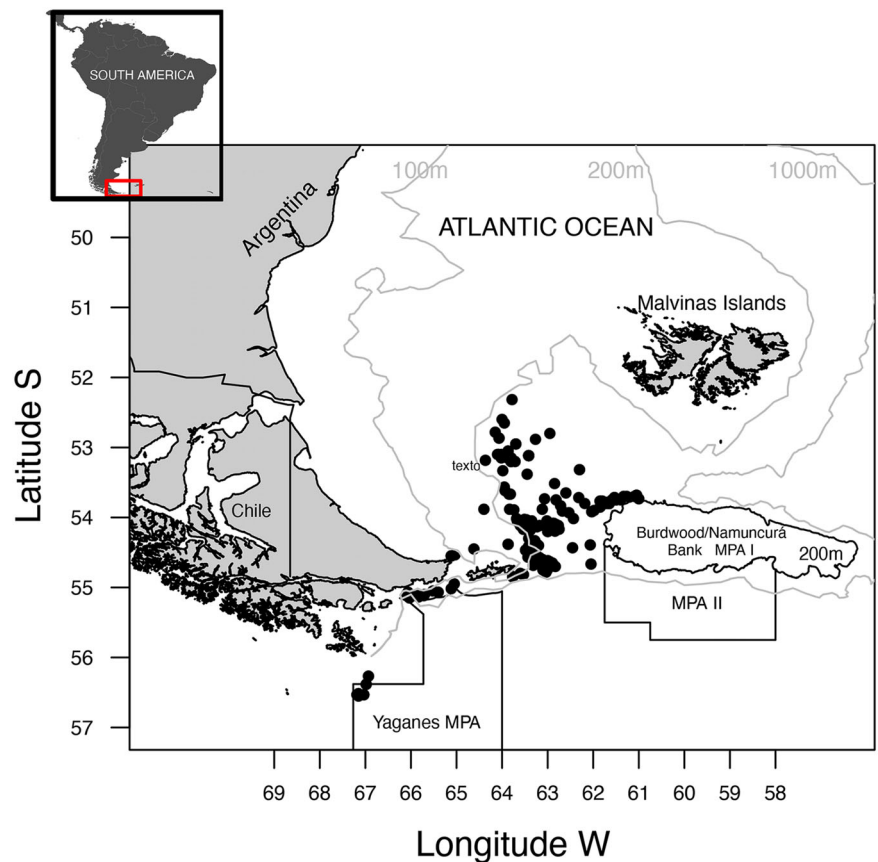 SOUTH AMERICA
100m
200m
1000m
Argentina
ATLANTIC OCEAN
Malvinas Islands
texto
Chile
Burdwood/Namuncurá
Bank MPA I
200m
MPA II
Yaganes MPA
50
51
52
53
54
55
56
57
Latitude S
69 68 67 66 65 64 63 62 61 60 59 58
Longitude W